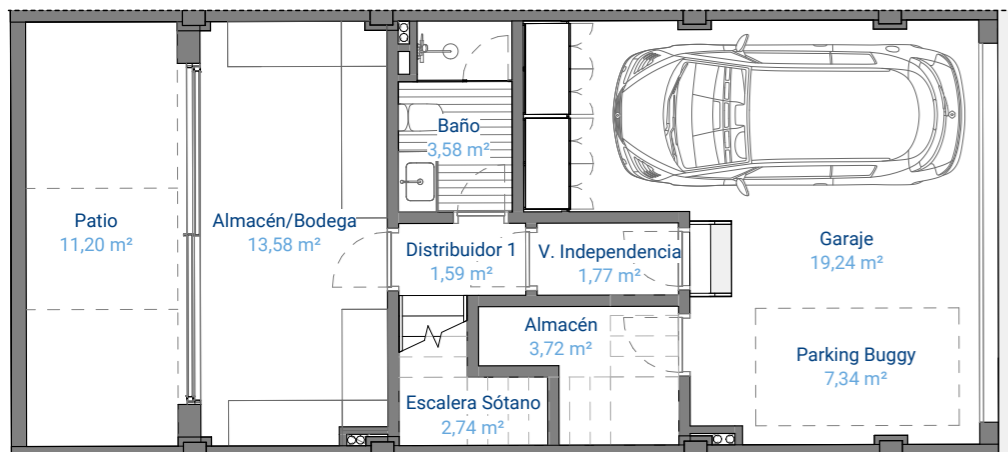 Baño
3,58 m²
Patio
11,20 m²
Almacén/Bodega
13,58 m²
Distribuidor 1
1,59 m²
V. Independencia
1,77 m²
Garaje
19,24 m²
Almacén
3,72 m²
Parking Buggy
7,34 m²
Escalera Sótano
2,74 m²